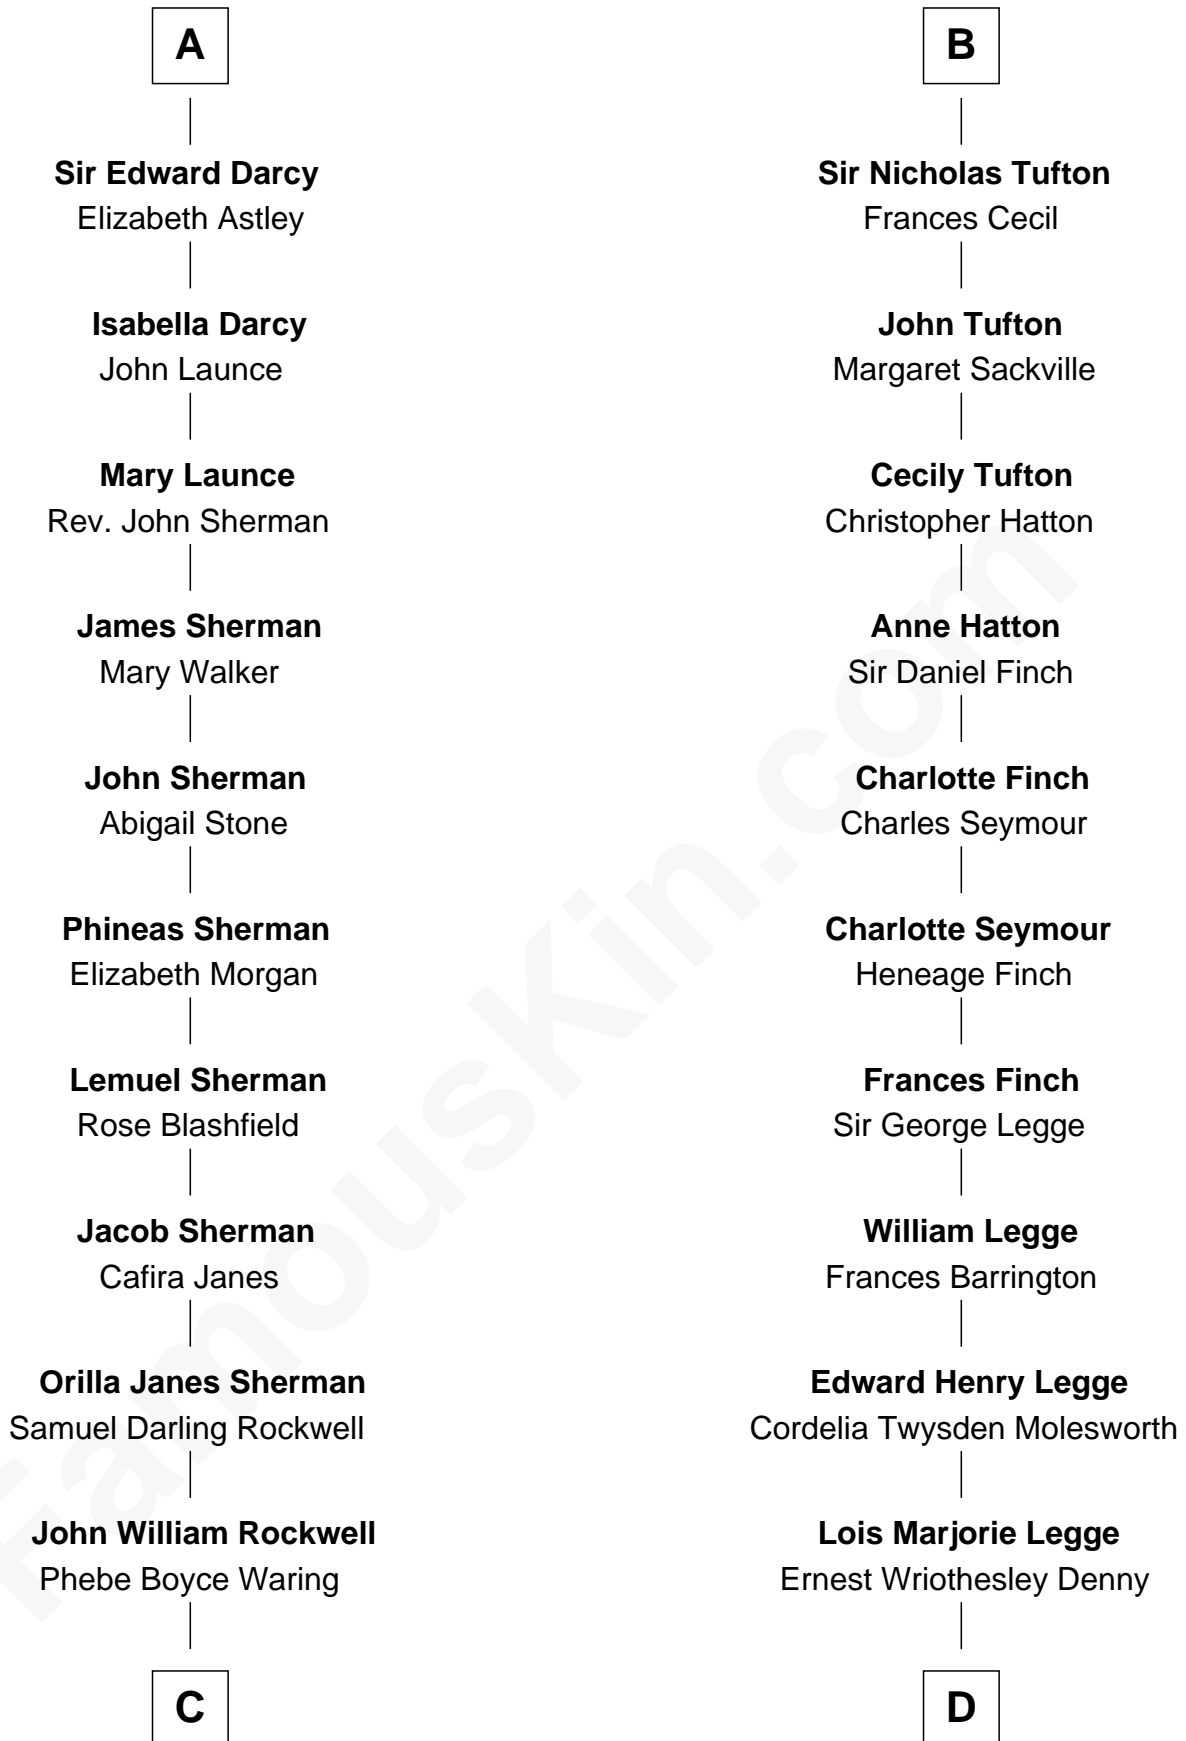 A
Sir Edward Darcy
Elizabeth Astley
Isabella Darcy
John Launce
Mary Launce
Rev. John Sherman
James Sherman
Mary Walker
John Sherman
Abigail Stone
Phineas Sherman
Elizabeth Morgan
Lemuel Sherman
Rose Blashfield
Jacob Sherman
Cafira Janes
Orilla Janes Sherman
Samuel Darling Rockwell
John William Rockwell
Phebe Boyce Waring
C
B
Sir Nicholas Tufton
Frances Cecil
John Tufton
Margaret Sackville
Cecily Tufton
Christopher Hatton
Anne Hatton
Sir Daniel Finch
Charlotte Finch
Charles Seymour
Charlotte Seymour
Heneage Finch
Frances Finch
Sir George Legge
William Legge
Frances Barrington
Edward Henry Legge
Cordelia Twysden Molesworth
Lois Marjorie Legge
Ernest Wriothesley Denny
D
FamousKin.com